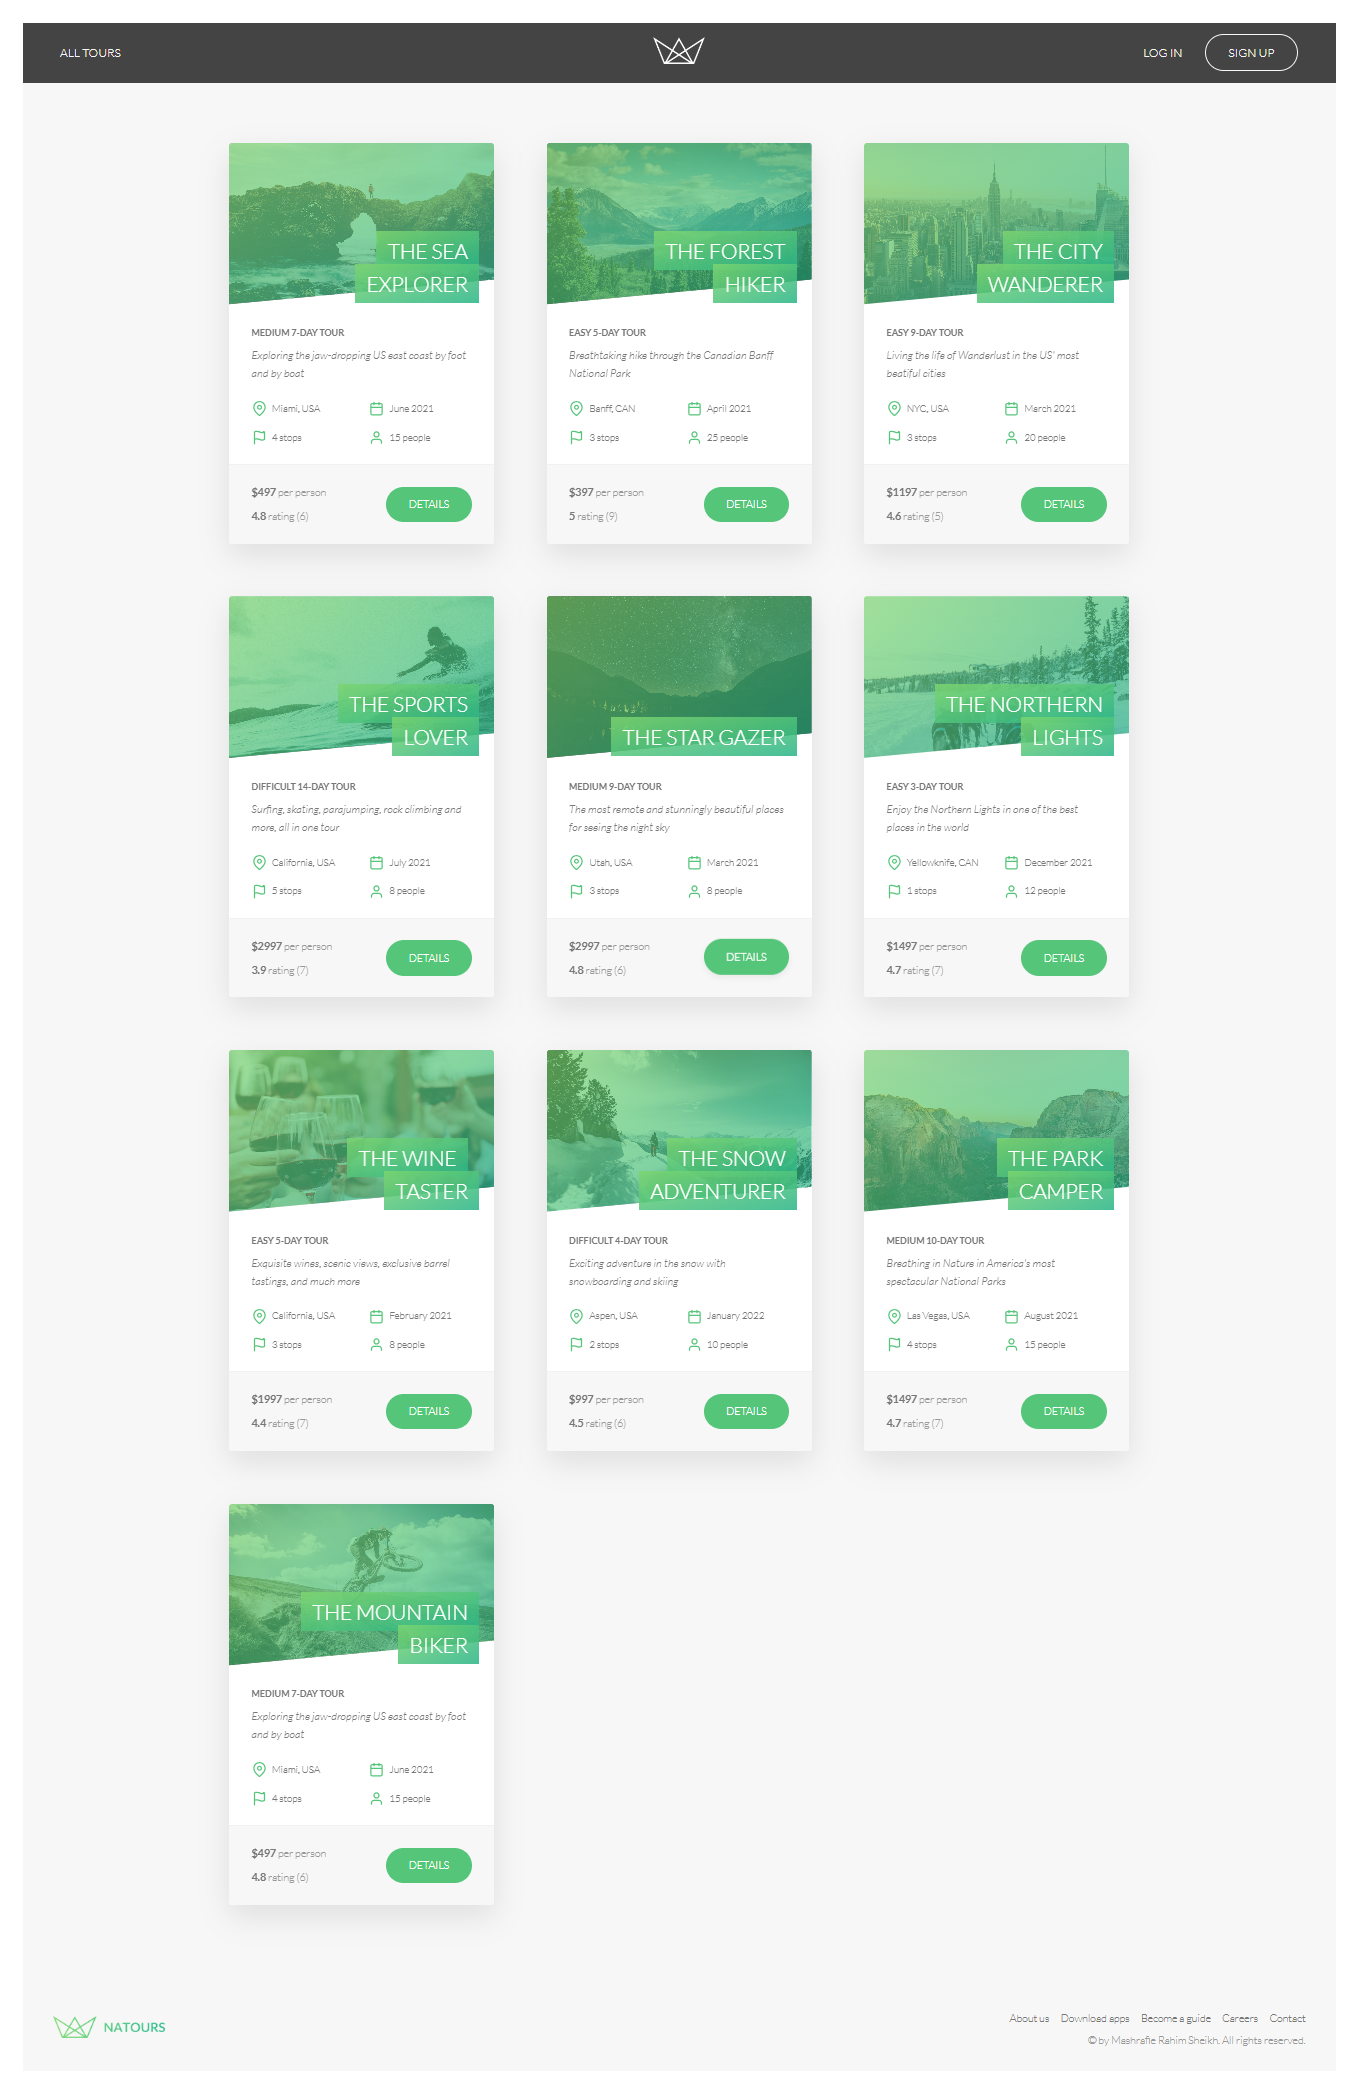 ALL TOURS
LOG IN
SIGN UP
THE SEA
EXPLORER
MEDIUM 7-DAY TOUR
Exploring the jaw-dropping US east coast by foot
and by boat
Miami, USA
June 2021
4 stops
15 people
$497 per person
4.8 rating (6)
DETAILS
THE FOREST
HIKER
EASY 5-DAY TOUR
Breathtaking hike through the Canadian Banff
National Park
Banff, CAN
April 2021
3 stops
25 people
$397 per person
5 rating (9)
DETAILS
THE CITY
WANDERER
EASY 9-DAY TOUR
Living the life of Wanderlust in the US' most
beatiful cities
NYC, USA
March 2021
3 stops
20 people
$1197 per person
4.6 rating (5)
DETAILS
THE SPORTS
LOVER
DIFFICULT 14-DAY TOUR
Surfing, skating, parajumping, rock climbing and
more, all in one tour
California, USA
July 2021
5 stops
8 people
$2997 per person
3.9 rating (7)
DETAILS
THE STAR GAZER
MEDIUM 9-DAY TOUR
The most remote and stunningly beautiful places
for seeing the night sky
Utah, USA
March 2021
3 stops
8 people
$2997 per person
4.8 rating (6)
DETAILS
THE NORTHERN
LIGHTS
EASY 3-DAY TOUR
Enjoy the Northern Lights in one of the best
places in the world
Yellowknife, CAN
December 2021
1 stops
12 people
$1497 per person
4.7 rating (7)
DETAILS
THE WINE
TASTER
EASY 5-DAY TOUR
Exquisite wines, scenic views, exclusive barrel
tastings, and much more
California, USA
February 2021
3 stops
8 people
$1997 per person
4.4 rating (7)
DETAILS
THE SNOW
ADVENTURER
DIFFICULT 4-DAY TOUR
Exciting adventure in the snow with
snowboarding and skiing
Aspen, USA
January 2022
2 stops
10 people
$997 per person
4.5 rating (6)
DETAILS
THE PARK
CAMPER
MEDIUM 10-DAY TOUR
Breathing in Nature in America's most
spectacular National Parks
Las Vegas, USA
August 2021
4 stops
15 people
$1497 per person
4.7 rating (7)
DETAILS
THE MOUNTAIN
BIKER
MEDIUM 7-DAY TOUR
Exploring the jaw-dropping US east coast by foot
and by boat
Miami, USA
June 2021
4 stops
15 people
$497 per person
4.8 rating (6)
DETAILS
NATOURS
About us Download apps Become a guide Careers Contact
© by Mashrafie Rahim Sheikh. All rights reserved.